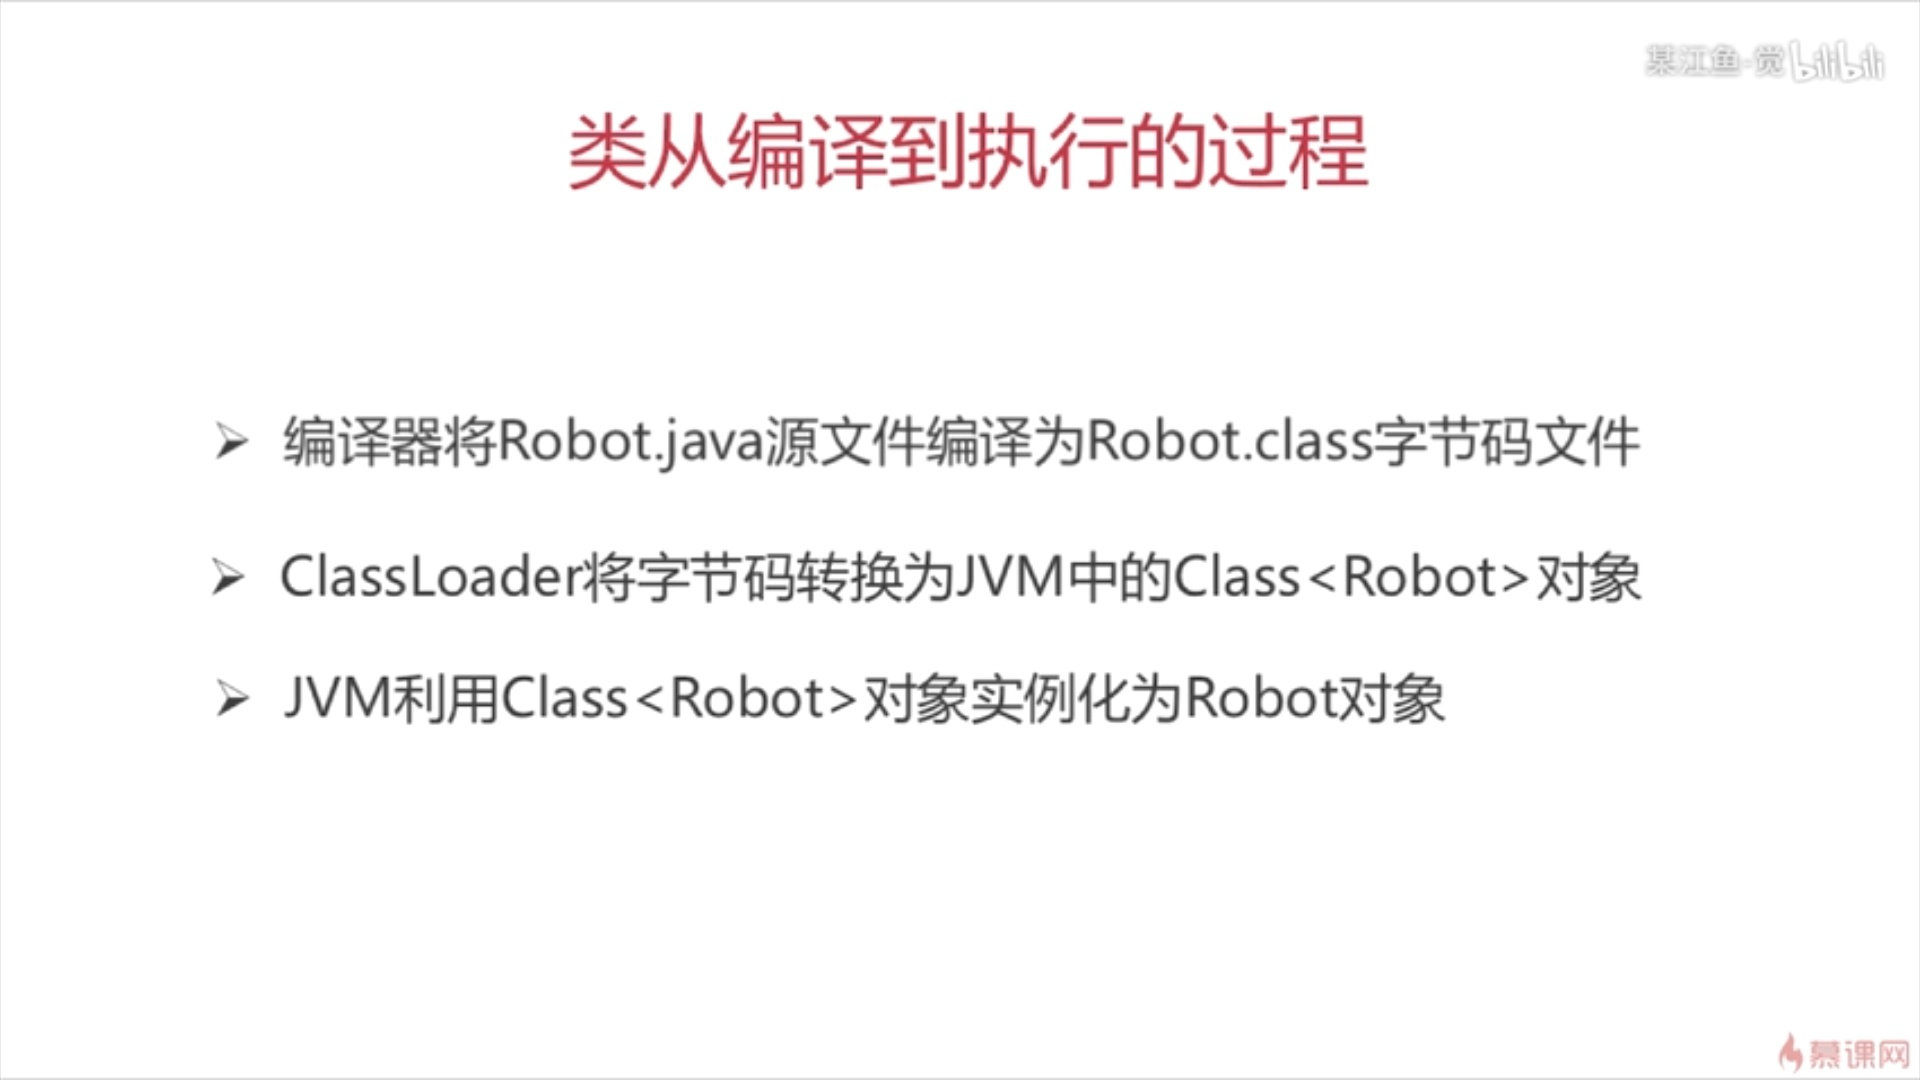 某江鱼-觉 bilibili
类从编译到执行的过程
编译器将Robot.java源文件编译为Robot.class字节码文件
ClassLoader将字节码转换为JVM中的Class<Robot>对象
JVM利用Class<Robot>对象实例化为Robot对象
慕课网